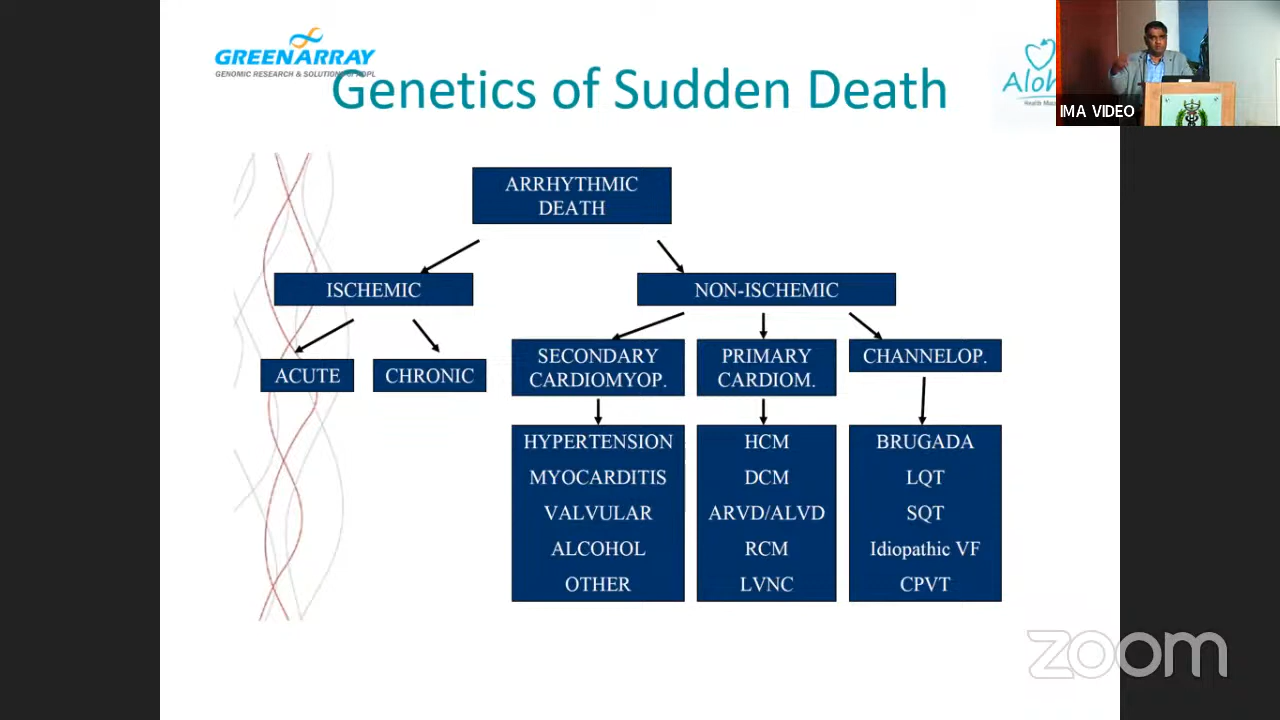 GREENARRAY
GENOMIC RESEARCH & SOLUTIONS
Genetics of Sudden Death
Aloh
IMA VIDEO
ARRHYTHMIC
DEATH
ISCHEMIC
NON-ISCHEMIC
ACUTE
CHRONIC
SECONDARY
CARDIOMYOP.
PRIMARY
CARDIOM.
CHANNELOP.
HYPERTENSION
MYOCARDITIS
VALVULAR
ALCOHOL
OTHER
HCM
DCM
ARVD/ALVD
RCM
LVNC
BRUGADA
LQT
SQT
Idiopathic VF
CPVT
zoom